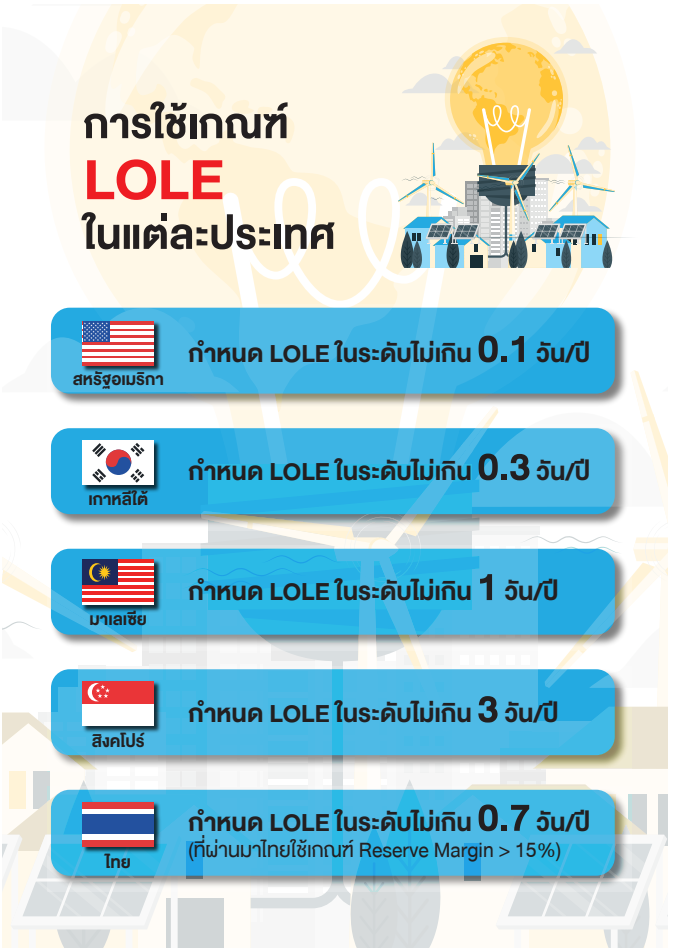 การใช้เกณฑ์
LOLE
ในแต่ละประเทศ
กำหนด LOLE ในระดับไม่เกิน 0.1 วัน/ปี
สหรัฐอเมริกา
กำหนด LOLE ในระดับไม่เกิน 0.3 วัน/ปี
เกาหลีใต้
กำหนด LOLE ในระดับไม่เกิน 1 วัน/ปี
มาเลเซีย
กำหนด LOLE ในระดับไม่เกิน 3 วัน/ปี
สิงคโปร์
กำหนด LOLE ในระดับไม่เกิน 0.7 วัน/ปี
(ที่ผ่านมาไทยใช้เกณฑ์ Reserve Margin > 15%)
ไทย